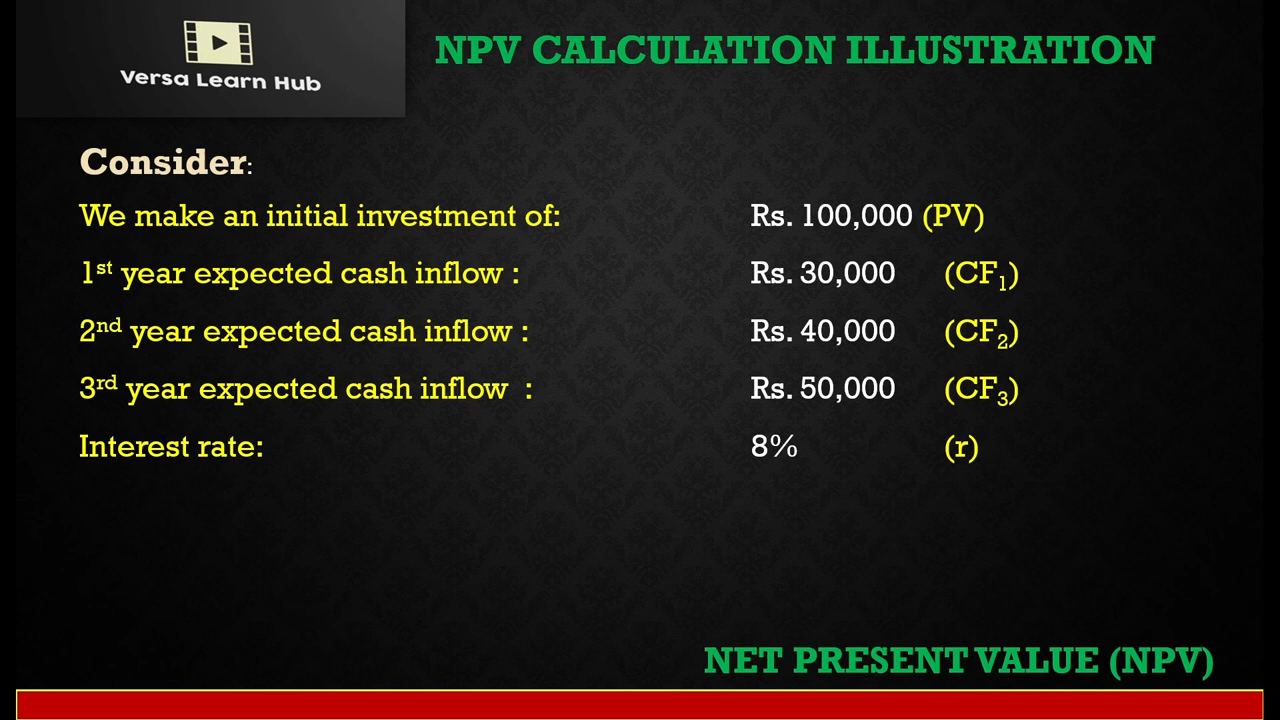 Versa Learn Hub
NPV CALCULATION ILLUSTRATION
Consider:
We make an initial investment of: Rs. 100,000 (PV)
1st year expected cash inflow : Rs. 30,000 (CF1)
2nd year expected cash inflow : Rs. 40,000 (CF2)
3rd year expected cash inflow : Rs. 50,000 (CF3)
Interest rate: 8% (r)
NET PRESENT VALUE (NPV)